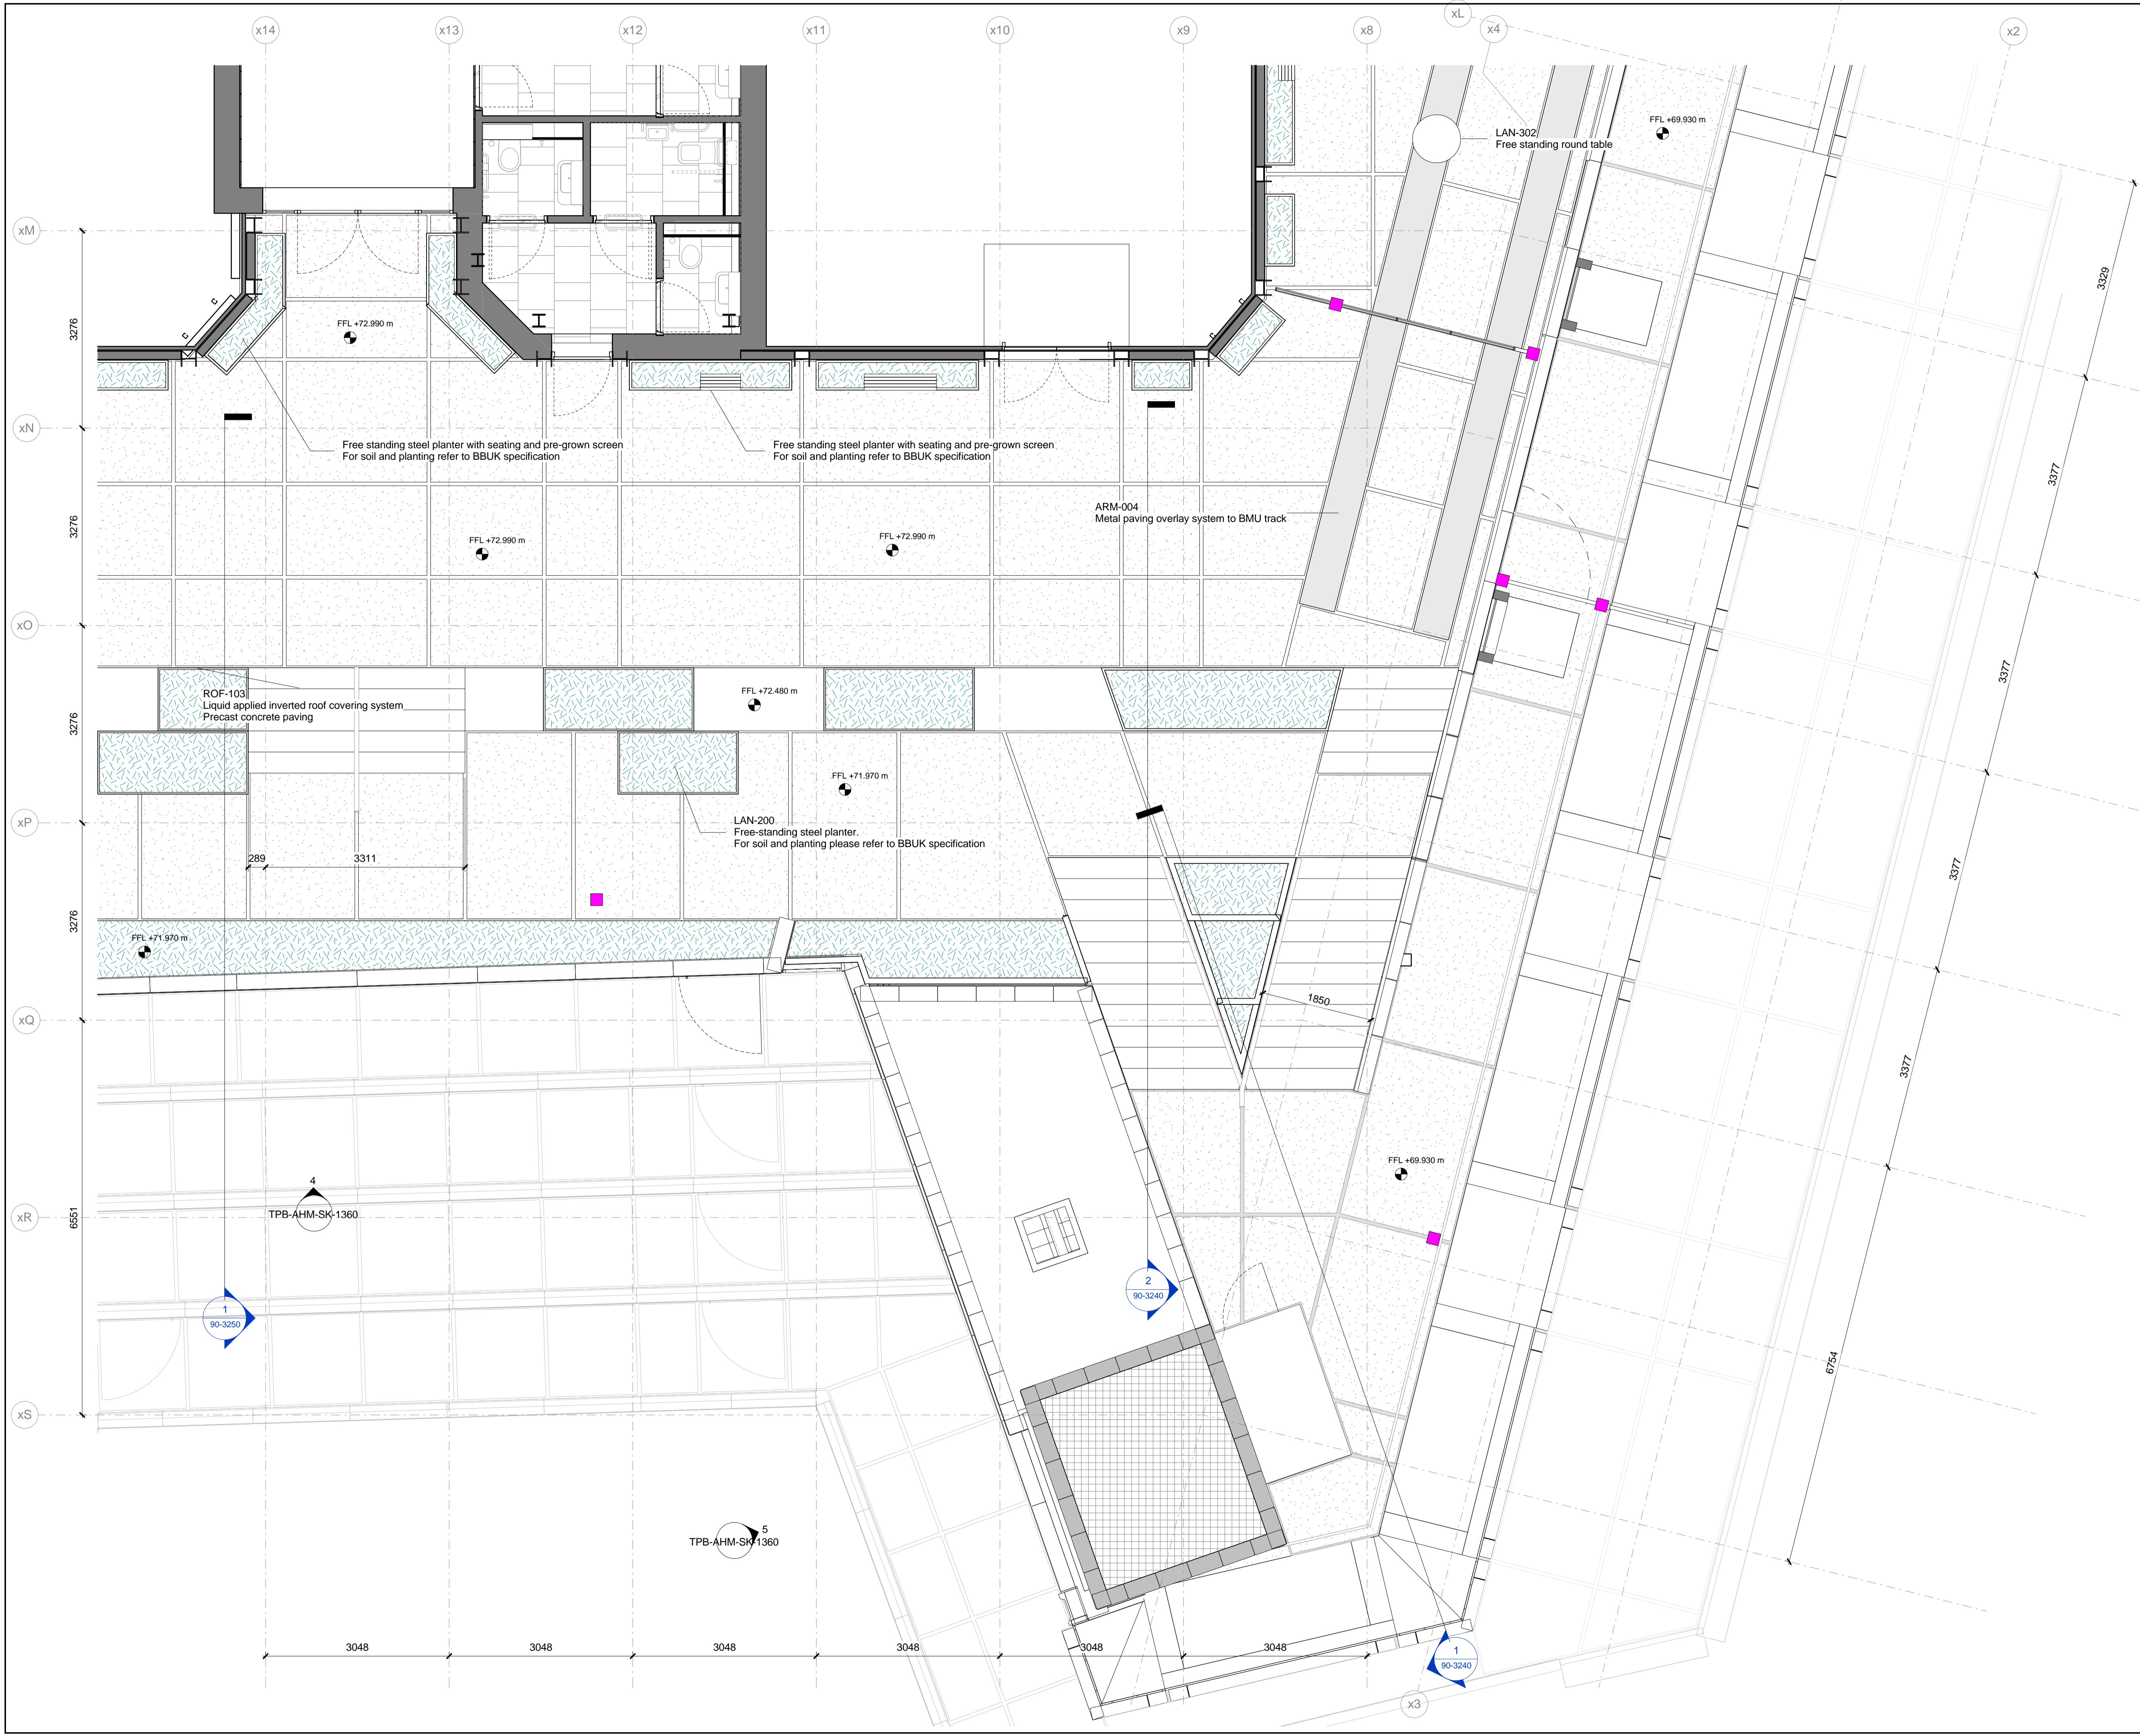 xL
x14
x13
x12
x11
x10
x9
x8
x4
x2
LAN-302
Free standing round table
FFL +69.930 m
xM
FFL +72.990 m
3276
3329
c
c
c
xN
Free standing steel planter with seating and pre-grown screen
For soil and planting refer to BBUK specification
Free standing steel planter with seating and pre-grown screen
For soil and planting refer to BBUK specification
3377
ARM-004
Metal paving overlay system to BMU track
3276
FFL +72.990 m
FFL +72.990 m
xO
3377
ROF-103
Liquid applied inverted roof covering system
Precast concrete paving
FFL +72.480 m
3276
FFL +71.970 m
xP
LAN-200
Free-standing steel planter.
For soil and planting please refer to BBUK specification
289
3311
3377
3276
FFL +71.970 m
1850
xQ
3377
FFL +69.930 m
4
TPB-AHM-SK-1360
xR
6551
2
90-3240
1
90-3250
6754
xS
5
TPB-AHM-SK-1360
3048
3048
3048
3048
3048
3048
1
90-3240
x3